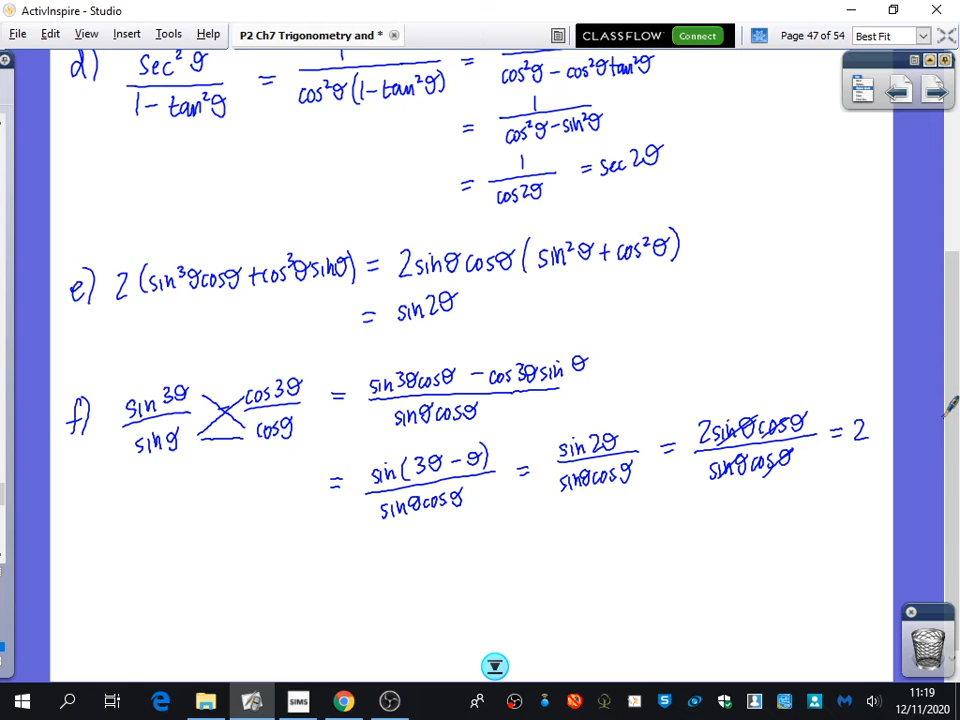 ActivInspire - Studio
File Edit View Insert Tools Help P2 Ch7 Trigonometry and * CLASSFLOW Connect Page 47 of 54 Best Fit
d) sec²θ / (1 - tan²θ) = 1 / (cos²θ(1 - tan²θ)) = / (cos²θ - cos²θtan²θ)
= 1 / (cos²θ - sin²θ)
= 1 / cos2θ = sec2θ
e) 2(sin³θcosθ + cos³θsinθ) = 2sinθcosθ(sin²θ + cos²θ)
= sin2θ
f) sin3θ / sinθ - cos3θ / cosθ = (sin3θcosθ - cos3θsinθ) / (sinθcosθ)
= sin(3θ - θ) / (sinθcosθ) = sin2θ / (sinθcosθ) = 2sinθcosθ / (sinθcosθ) = 2
SIMS
11:19
12/11/2020